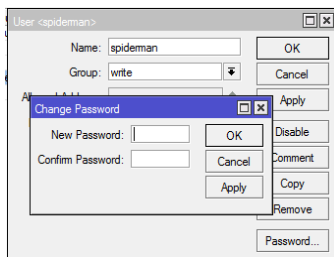 User <spiderman>
Name: spiderman
OK
Group: write
Cancel
Apply
Change Password
New Password:
OK
Disable
Confirm Password:
Cancel
Comment
Apply
Copy
Remove
Password...